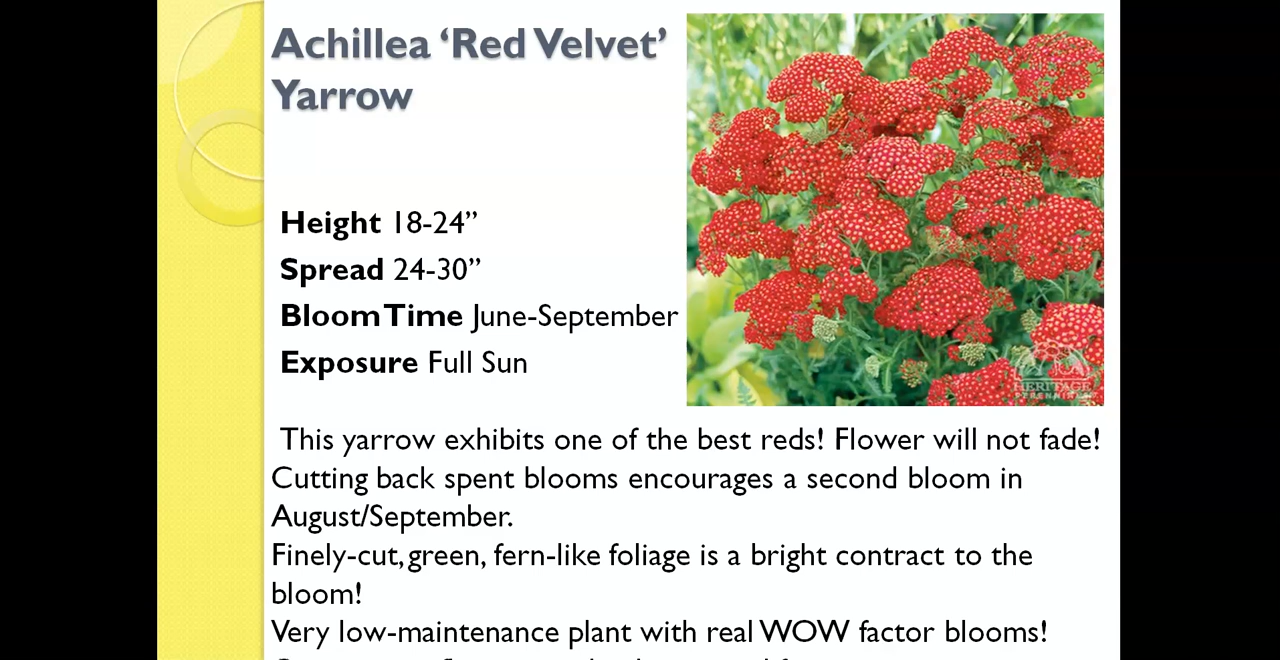 Achillea ‘Red Velvet’
Yarrow
Height 18-24”
Spread 24-30”
Bloom Time June-September
Exposure Full Sun
HERITAGE
PERENNIALS
This yarrow exhibits one of the best reds! Flower will not fade!
Cutting back spent blooms encourages a second bloom in
August/September.
Finely-cut, green, fern-like foliage is a bright contract to the
bloom!
Very low-maintenance plant with real WOW factor blooms!